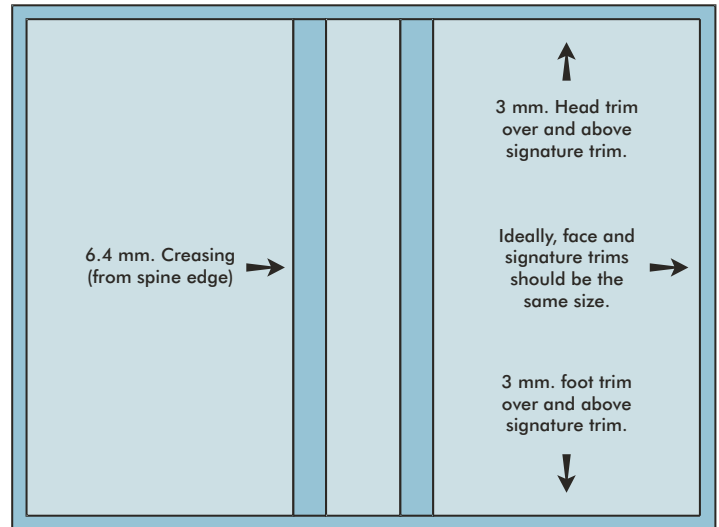 6.4 mm. Creasing
(from spine edge)
3 mm. Head trim
over and above
signature trim.
Ideally, face and
signature trims
should be the
same size.
3 mm. foot trim
over and above
signature trim.